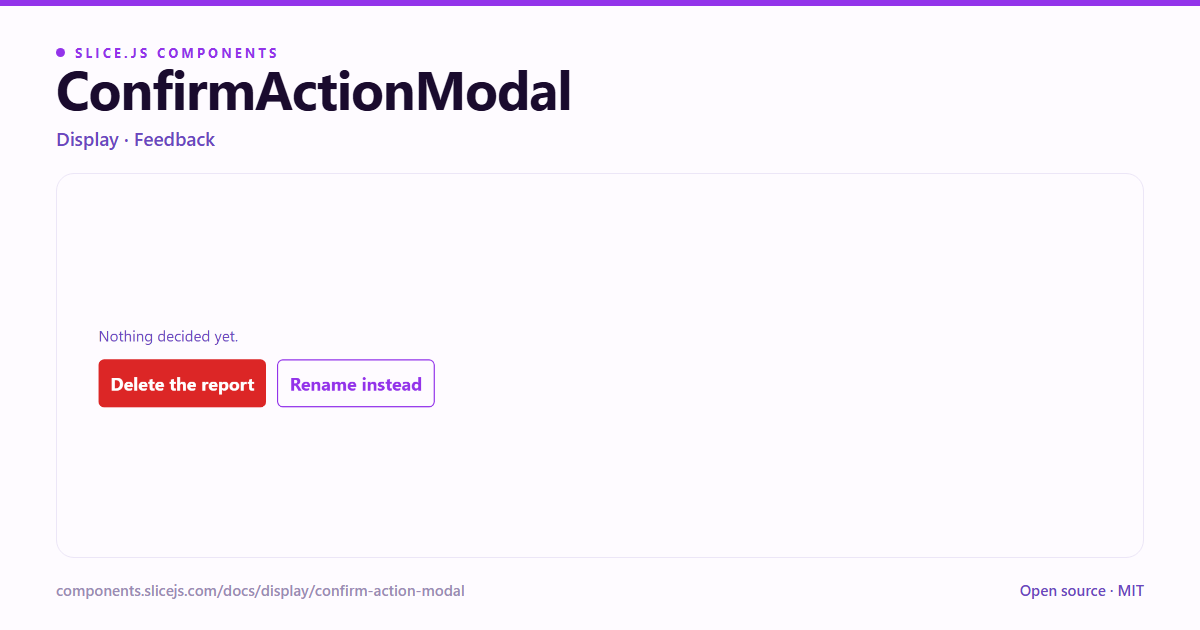 SLICE.JS COMPONENTS
ConfirmActionModal
Display · Feedback
Nothing decided yet.
Delete the report
Rename instead
components.slicejs.com/docs/display/confirm-action-modal
Open source · MIT